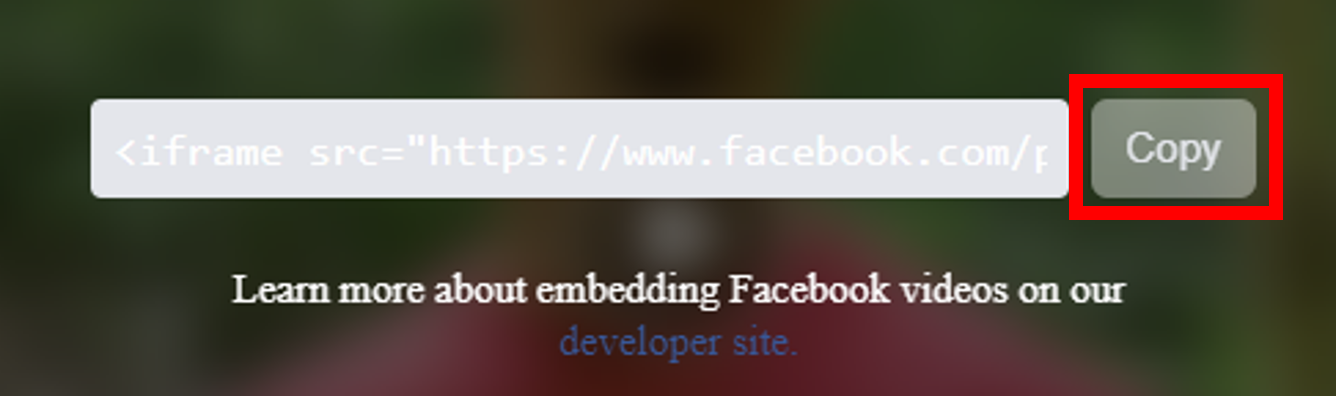 <iframe src="https://www.facebook.com/p
Copy
Learn more about embedding Facebook videos on our
developer site.